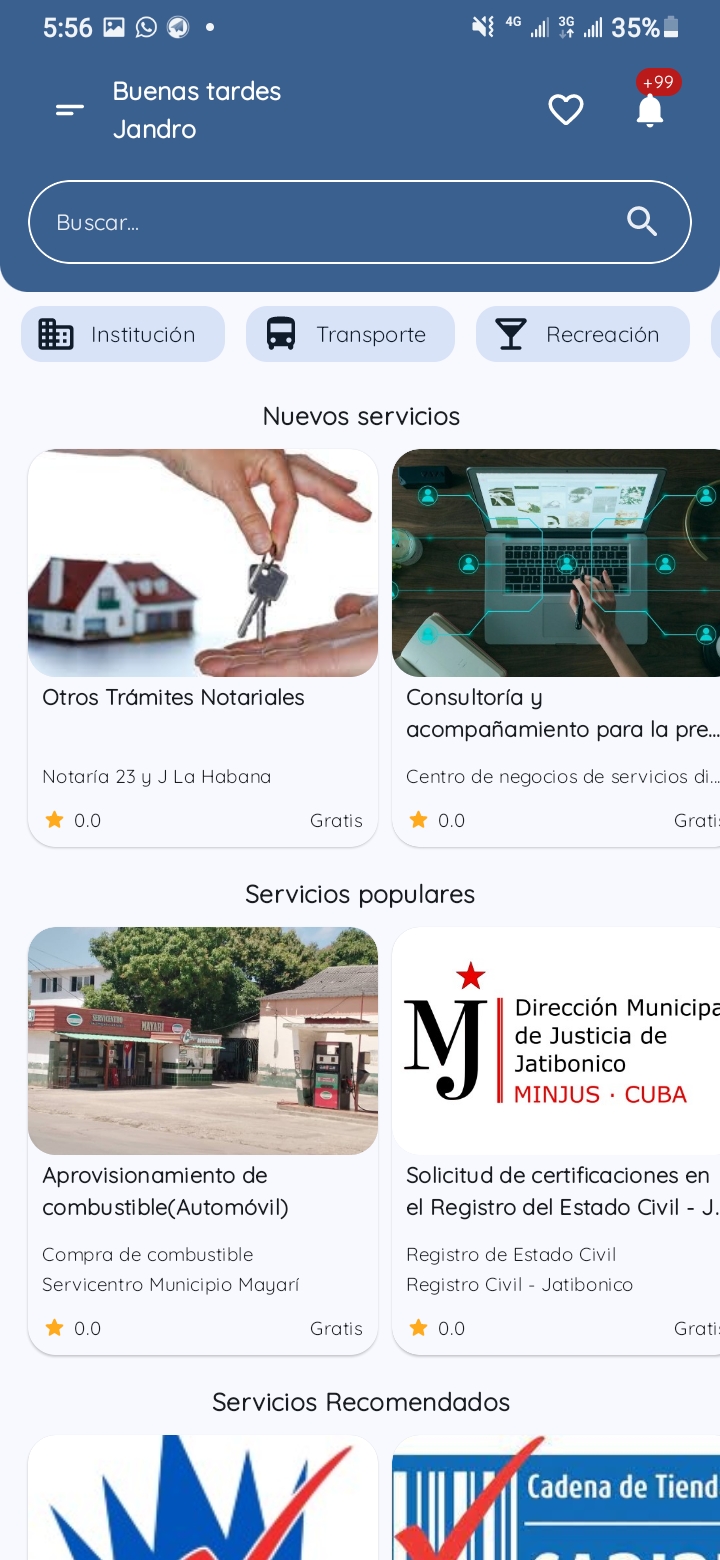 5:56
4G
3G
35%
Buenas tardes
Jandro
+99
Buscar...
Institución
Transporte
Recreación
Nuevos servicios
Otros Trámites Notariales
Notaría 23 y J La Habana
0.0
Gratis
Consultoría y
acompañamiento para la pre...
Centro de negocios de servicios di...
0.0
Grati
Servicios populares
SERVICENTRO
MAYARI
Aprovisionamiento de
combustible(Automóvil)
Compra de combustible
Servicentro Municipio Mayarí
0.0
Gratis
MJ
Dirección Municipa
de Justicia de
Jatibonico
MINJUS · CUBA
Solicitud de certificaciones en
el Registro del Estado Civil - J.
Registro de Estado Civil
Registro Civil - Jatibonico
0.0
Grati
Servicios Recomendados
Cadena de Tiend